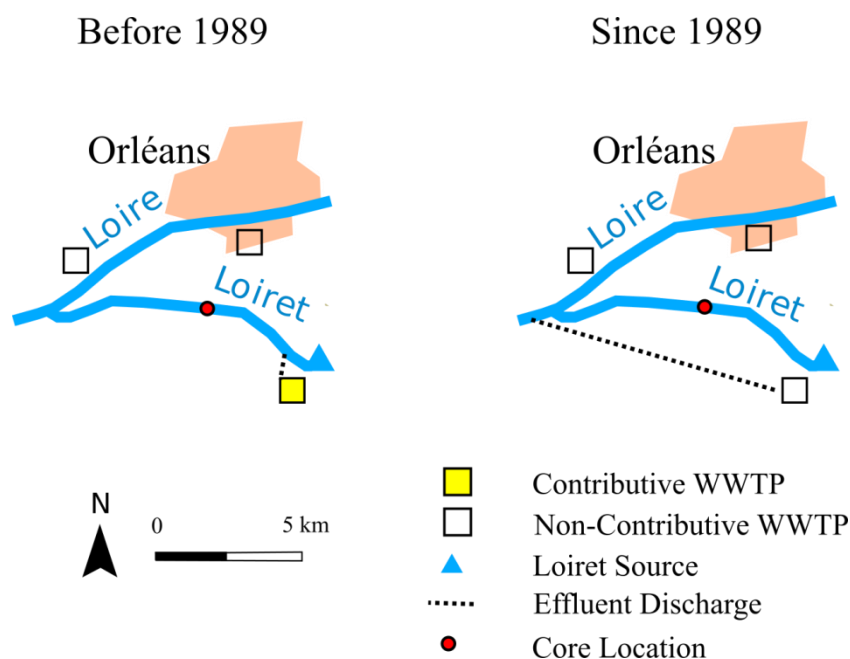 Before 1989
Since 1989
Orléans
Loire
Loiret
Orléans
Loire
Loiret
N
0
5 km
Contributive WWTP
Non-Contributive WWTP
Loiret Source
Effluent Discharge
Core Location